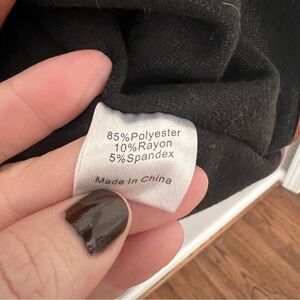 85%Polyester
10%Rayon
5%Spandex
Made In China